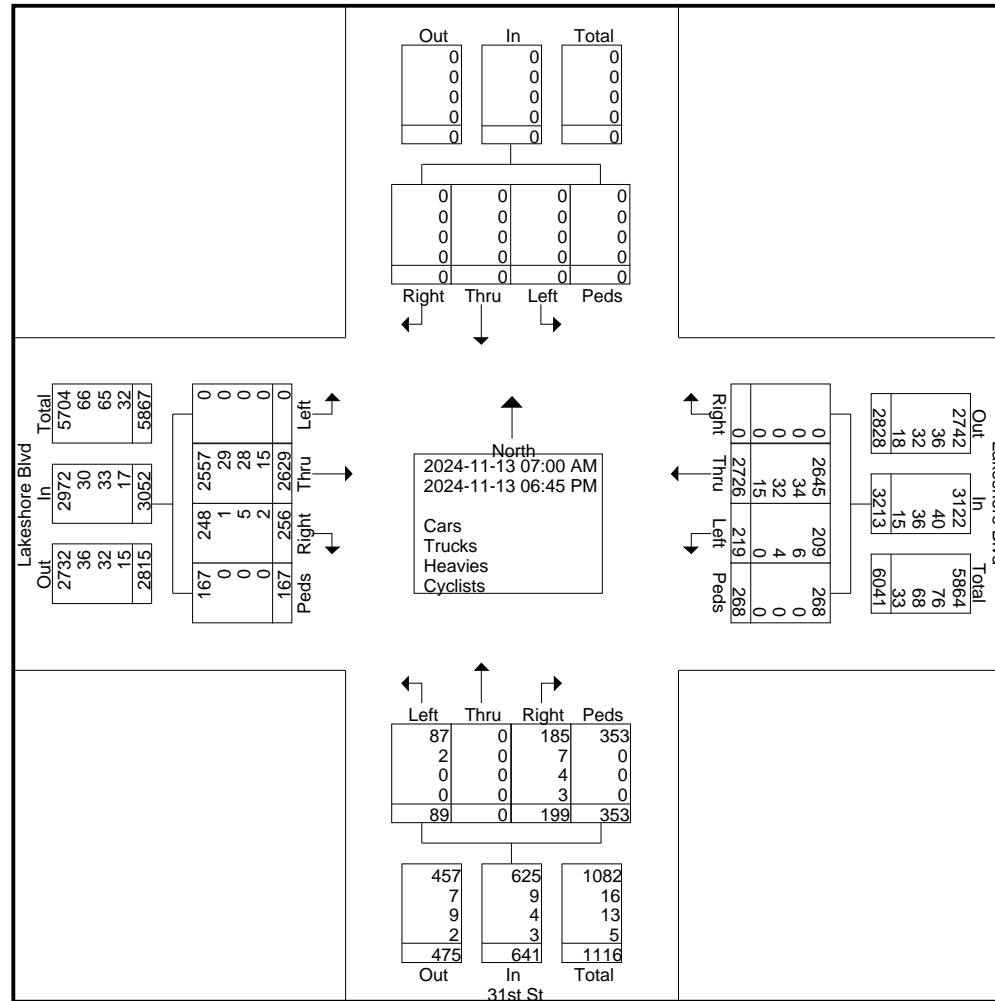 Out In Total
0 0 0
0 0 0
0 0 0
0 0 0
0 0 0
0 0 0 0
0 0 0 0
0 0 0 0
0 0 0 0
0 0 0 0
Right Thru Left Peds
Lakeshore Blvd
Total In Out
5704 2972 2732
66 30 36
65 33 32
32 17 15
5867 3052 2815
0 2557 248 167
0 29 1 0
0 28 5 0
0 15 2 0
0 2629 256 167
Left Thru Right Peds
North
2024-11-13 07:00 AM
2024-11-13 06:45 PM
Cars
Trucks
Heavies
Cyclists
Right Thru Left Peds
0 2645 209 268
0 34 6 0
0 32 4 0
0 15 0 0
0 2726 219 268
Out In Total
2742 3122 5864
36 40 76
32 36 68
18 15 33
2828 3213 6041
Lakeshore Blvd
Left Thru Right Peds
87 0 185 353
2 0 7 0
0 0 4 0
0 0 3 0
89 0 199 353
457 625 1082
7 9 16
9 4 13
2 3 5
475 641 1116
Out In Total
31st St